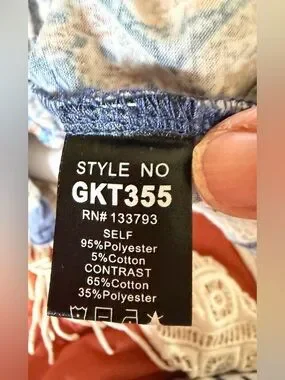 STYLE NO
GKT355
RN# 133793
SELF
95%Polyester
5%Cotton
CONTRAST
65%Cotton
35%Polyester